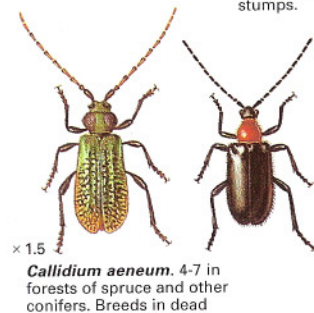 stumps.
× 1.5
Callidium aeneum. 4-7 in
forests of spruce and other
conifers. Breeds in dead